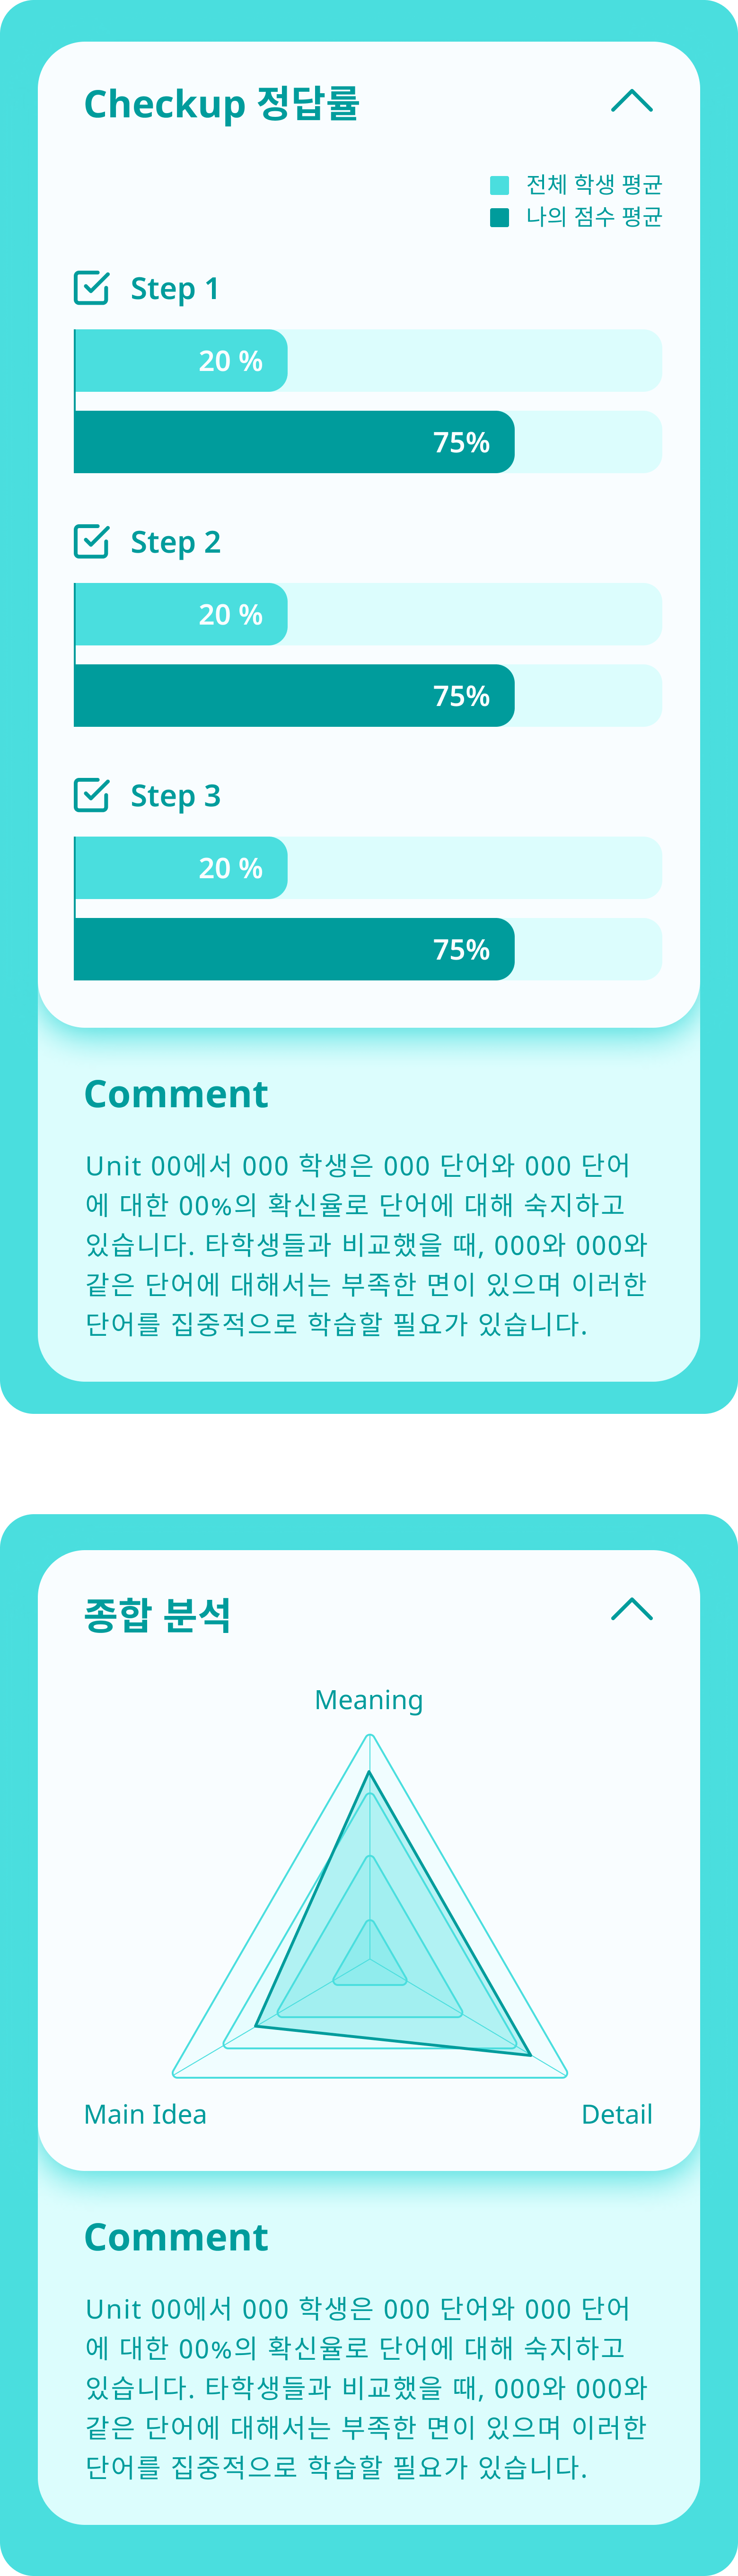 Checkup 정답률
전체 학생 평균
나의 점수 평균
Step 1
20 %
75%
Step 2
20 %
75%
Step 3
20 %
75%
Comment
Unit 00에서 000 학생은 000 단어와 000 단어
에 대한 00%의 확신율로 단어에 대해 숙지하고
있습니다. 타학생들과 비교했을 때, 000와 000와
같은 단어에 대해서는 부족한 면이 있으며 이러한
단어를 집중적으로 학습할 필요가 있습니다.
종합 분석
Meaning
Main Idea
Detail
Comment
Unit 00에서 000 학생은 000 단어와 000 단어
에 대한 00%의 확신율로 단어에 대해 숙지하고
있습니다. 타학생들과 비교했을 때, 000와 000와
같은 단어에 대해서는 부족한 면이 있으며 이러한
단어를 집중적으로 학습할 필요가 있습니다.